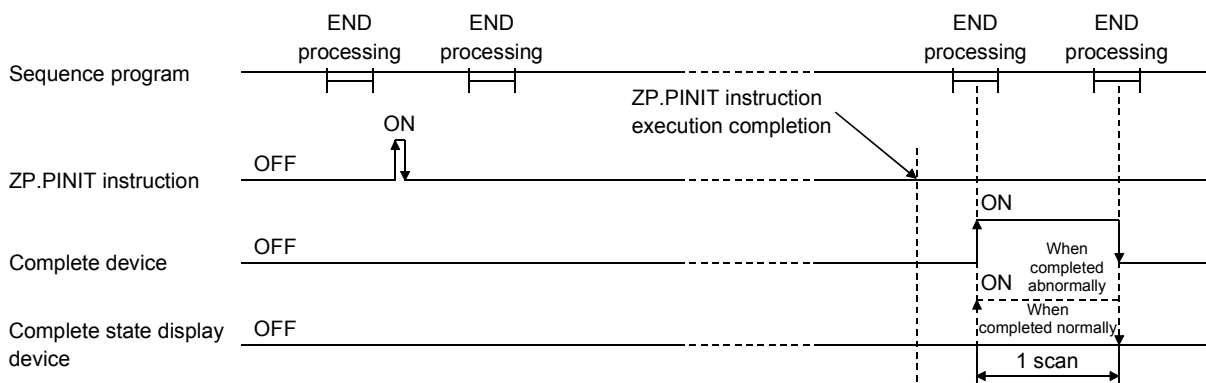 END
processing
END
processing
END
processing
END
processing
Sequence program
ZP.PINIT instruction
execution completion
ON
OFF
ZP.PINIT instruction
ON
OFF
Complete device
When
completed
abnormally
ON
OFF
When
completed normally
Complete state display
device
1 scan